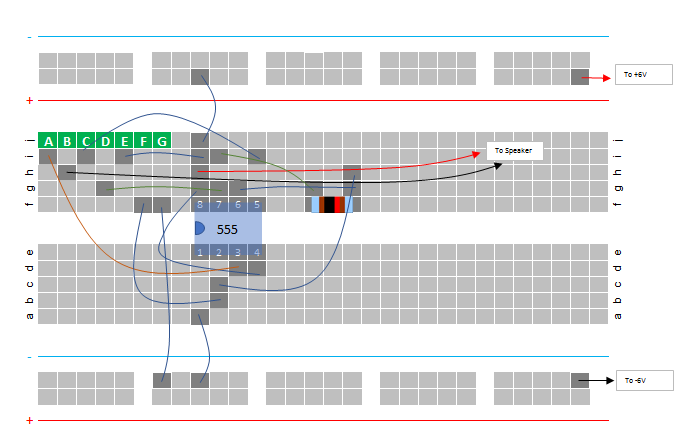 -
To +6V
+
A B C D E F G
f g h i j
f g h i j
To Speaker
8 7 6 5
555
1 2 3 4
a b c d e
a b c d e
-
To -6V
+